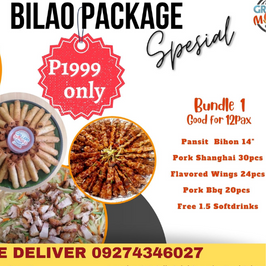 BILAO PACKAGE
Spesial
P1999
only
Bundle 1
Good for 12Pax
Pansit Bihon 14"
Pork Shanghai 30pcs
Flavored Wings 24pcs
Pork Bbq 20pcs
Free 1.5 Softdrinks
E DELIVER 09274346027